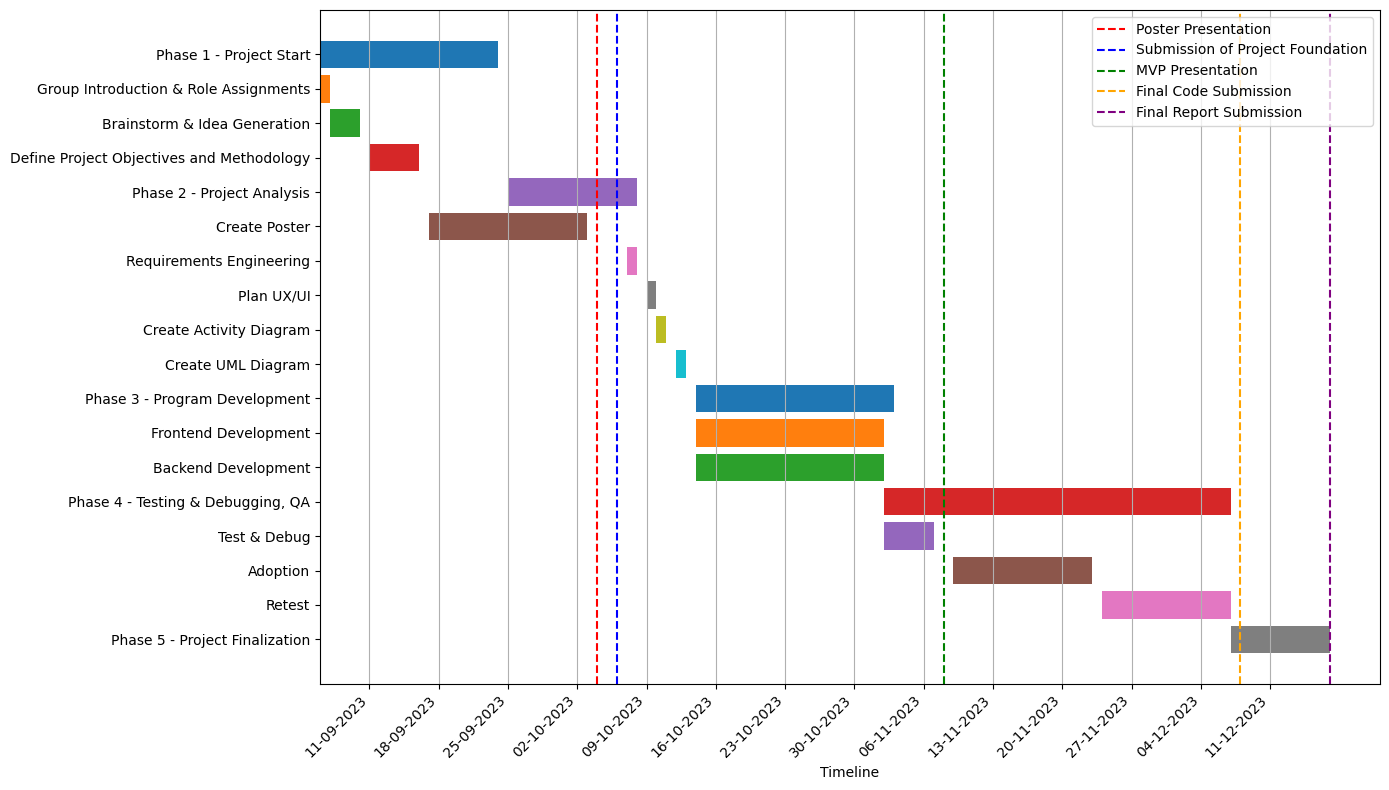 Poster Presentation
Submission of Project Foundation
MVP Presentation
Final Code Submission
Final Report Submission
Phase 1 - Project Start
Group Introduction & Role Assignments
Brainstorm & Idea Generation
Define Project Objectives and Methodology
Phase 2 - Project Analysis
Create Poster
Requirements Engineering
Plan UX/UI
Create Activity Diagram
Create UML Diagram
Phase 3 - Program Development
Frontend Development
Backend Development
Phase 4 - Testing & Debugging, QA
Test & Debug
Adoption
Retest
Phase 5 - Project Finalization
11-09-2023
18-09-2023
25-09-2023
02-10-2023
09-10-2023
16-10-2023
23-10-2023
30-10-2023
06-11-2023
13-11-2023
20-11-2023
27-11-2023
04-12-2023
11-12-2023
Timeline